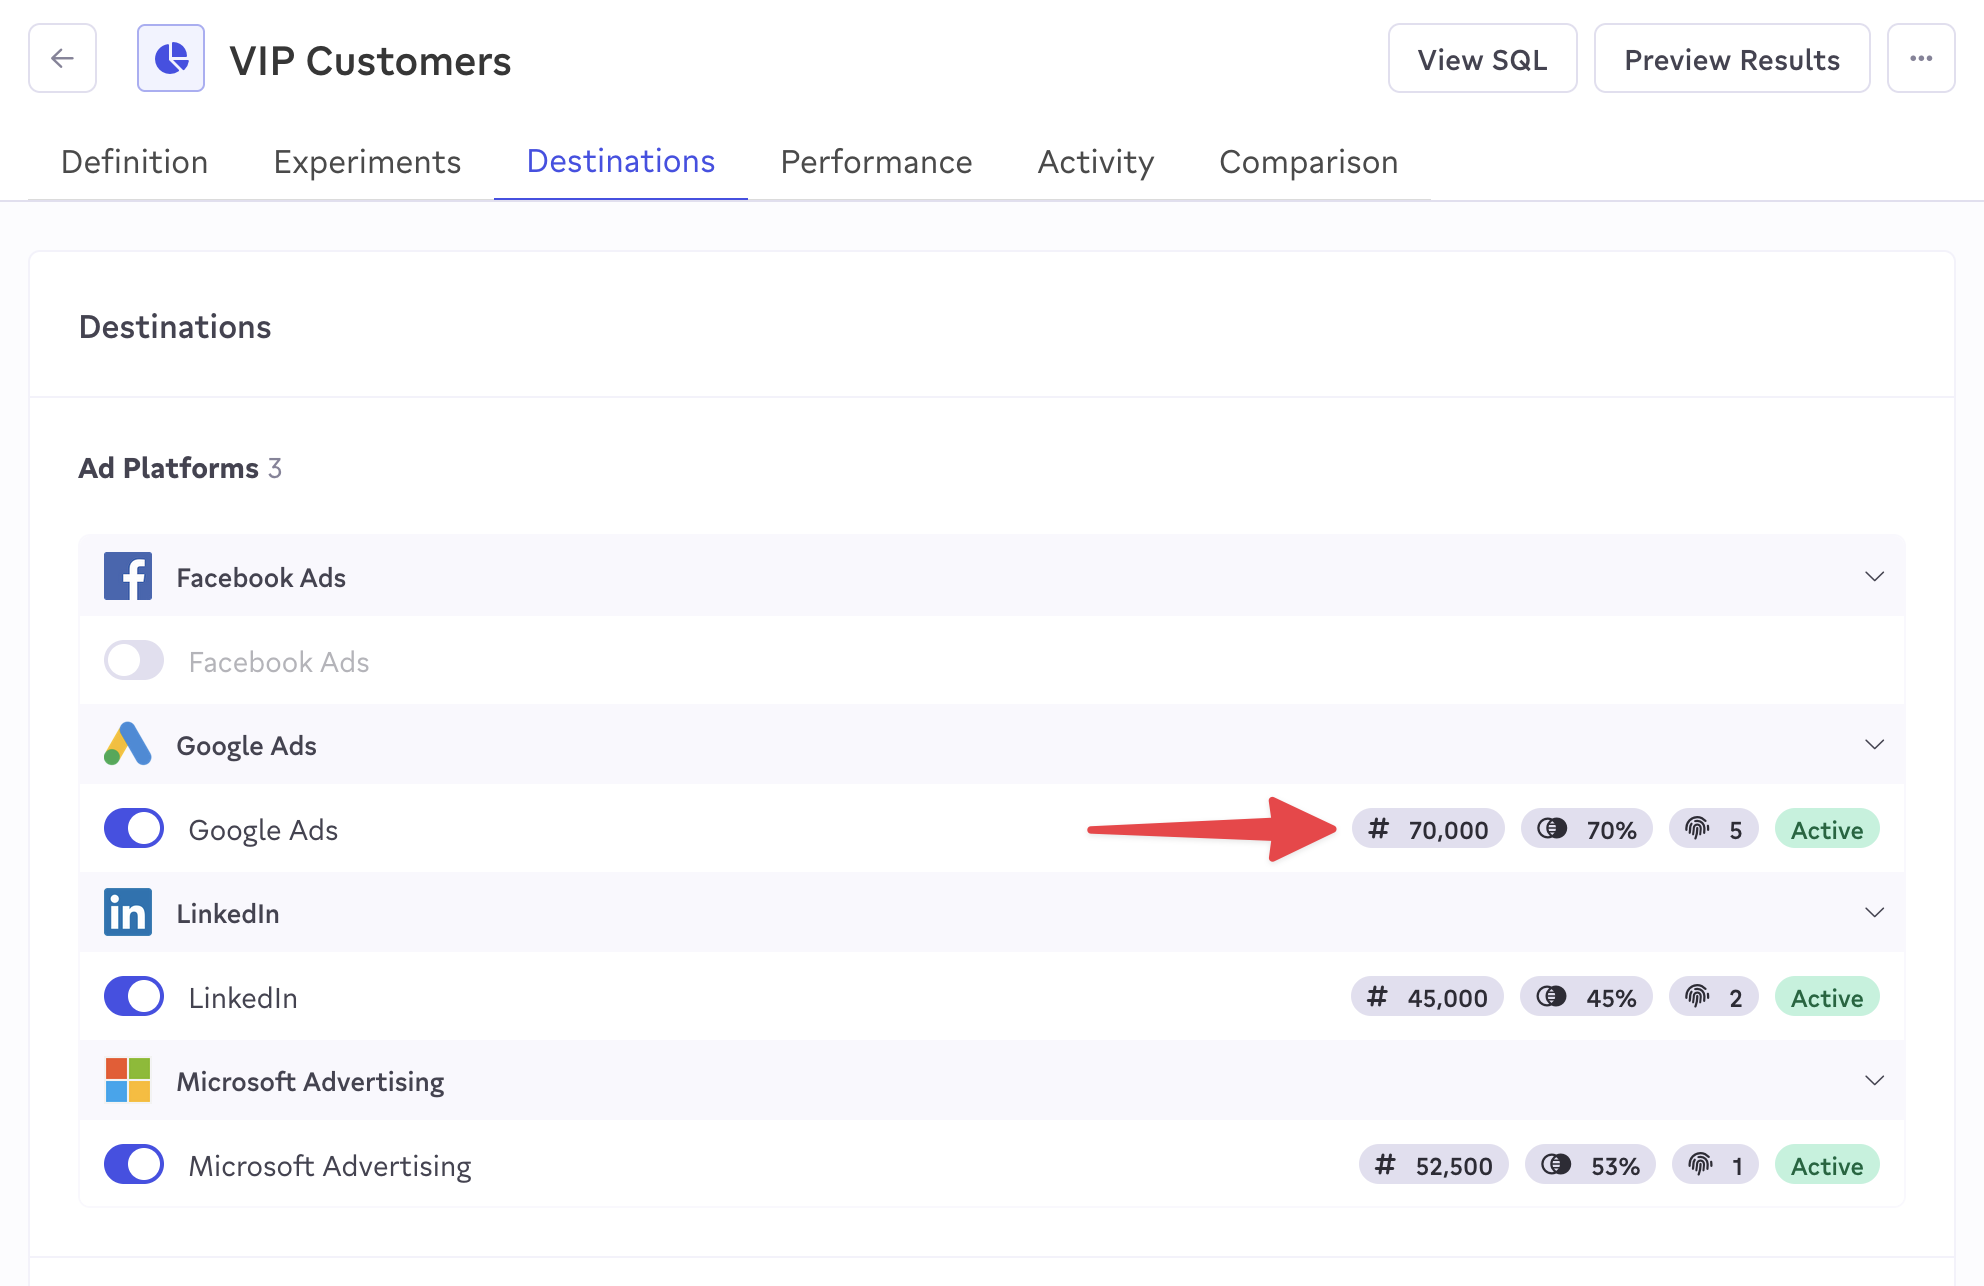 VIP Customers
View SQL
Preview Results
Definition
Experiments
Destinations
Performance
Activity
Comparison
Destinations
Ad Platforms 3
Facebook Ads
Facebook Ads
Google Ads
Google Ads
# 70,000
70%
5
Active
in LinkedIn
LinkedIn
# 45,000
45%
2
Active
Microsoft Advertising
Microsoft Advertising
# 52,500
53%
1
Active